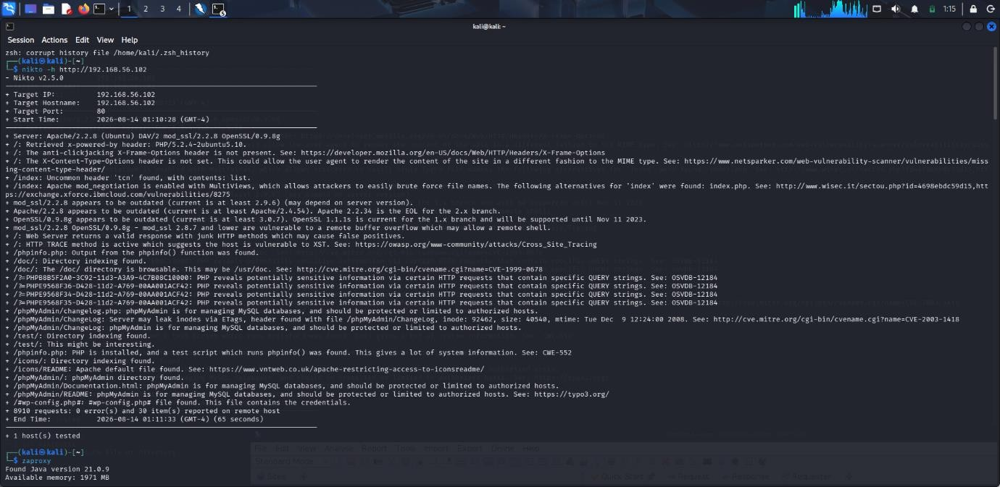 1 2 3 4 1:15
kali@kali: ~
Session Actions Edit View Help
zsh: corrupt history file /home/kali/.zsh_history
(kali㉿kali)-[~]
$ nikto -h http://192.168.56.102
- Nikto v2.5.0
+ Target IP: 192.168.56.102
+ Target Hostname: 192.168.56.102
+ Target Port: 80
+ Start Time: 2026-08-14 01:10:28 (GMT-4)
+ Server: Apache/2.2.8 (Ubuntu) DAV/2 mod_ssl/2.2.8 OpenSSL/0.9.8g
+ /: Retrieved x-powered-by header: PHP/5.2.4-2ubuntu5.10.
+ /: The anti-clickjacking X-Frame-Options header is not present. See: https://developer.mozilla.org/en-US/docs/Web/HTTP/Headers/X-Frame-Options
+ /: The X-Content-Type-Options header is not set. This could allow the user agent to render the content of the site in a different fashion to the MIME type. See: https://www.netsparker.com/web-vulnerability-scanner/vulnerabilities/miss
ing-content-type-header/
+ /index: Uncommon header 'tcn' found, with contents: list.
+ /index: Apache mod_negotiation is enabled with MultiViews, which allows attackers to easily brute force file names. The following alternatives for 'index' were found: index.php. See: http://www.wisec.it/sectou.php?id=4698ebdc59d15,htt
ps://exchange.xforce.ibmcloud.com/vulnerabilities/8275
+ mod_ssl/2.2.8 appears to be outdated (current is at least 2.9.6) (may depend on server version).
+ Apache/2.2.8 appears to be outdated (current is at least Apache/2.4.54). Apache 2.2.34 is the EOL for the 2.x branch.
+ OpenSSL/0.9.8g appears to be outdated (current is at least 3.0.7). OpenSSL 1.1.1s is current for the 1.x branch and will be supported until Nov 11 2023.
+ mod_ssl/2.2.8 OpenSSL/0.9.8g - mod_ssl 2.8.7 and lower are vulnerable to a remote buffer overflow which may allow a remote shell.
+ /: Web Server returns a valid response with junk HTTP methods which may cause false positives.
+ /: HTTP TRACE method is active which suggests the host is vulnerable to XST. See: https://owasp.org/www-community/attacks/Cross_Site_Tracing
+ /phpinfo.php: Output from the phpinfo() function was found.
+ /doc/: Directory indexing found.
+ /doc/: The /doc/ directory is browsable. This may be /usr/doc. See: http://cve.mitre.org/cgi-bin/cvename.cgi?name=CVE-1999-0678
+ /?=PHPB8B5F2A0-3C92-11d3-A3A9-4C7B08C10000: PHP reveals potentially sensitive information via certain HTTP requests that contain specific QUERY strings. See: OSVDB-12184
+ /?=PHPE9568F36-D428-11d2-A769-00AA001ACF42: PHP reveals potentially sensitive information via certain HTTP requests that contain specific QUERY strings. See: OSVDB-12184
+ /?=PHPE9568F34-D428-11d2-A769-00AA001ACF42: PHP reveals potentially sensitive information via certain HTTP requests that contain specific QUERY strings. See: OSVDB-12184
+ /?=PHPE9568F35-D428-11d2-A769-00AA001ACF42: PHP reveals potentially sensitive information via certain HTTP requests that contain specific QUERY strings. See: OSVDB-12184
+ /phpMyAdmin/changelog.php: phpMyAdmin is for managing MySQL databases, and should be protected or limited to authorized hosts.
+ /phpMyAdmin/ChangeLog: Server may leak inodes via ETags, header found with file /phpMyAdmin/ChangeLog, inode: 92462, size: 40540, mtime: Tue Dec  9 12:24:00 2008. See: http://cve.mitre.org/cgi-bin/cvename.cgi?name=CVE-2003-1418
+ /phpMyAdmin/ChangeLog: phpMyAdmin is for managing MySQL databases, and should be protected or limited to authorized hosts.
+ /test/: Directory indexing found.
+ /test/: This might be interesting.
+ /phpinfo.php: PHP is installed, and a test script which runs phpinfo() was found. This gives a lot of system information. See: CWE-552
+ /icons/: Directory indexing found.
+ /icons/README: Apache default file found. See: https://www.vntweb.co.uk/apache-restricting-access-to-iconsreadme/
+ /phpMyAdmin/: phpMyAdmin directory found.
+ /phpMyAdmin/Documentation.html: phpMyAdmin is for managing MySQL databases, and should be protected or limited to authorized hosts.
+ /phpMyAdmin/README: phpMyAdmin is for managing MySQL databases, and should be protected or limited to authorized hosts. See: https://typo3.org/
+ /#wp-config.php#: #wp-config.php# file found. This file contains the credentials.
+ 8910 requests: 0 error(s) and 30 item(s) reported on remote host
+ End Time: 2026-08-14 01:11:33 (GMT-4) (65 seconds)
+ 1 host(s) tested
(kali㉿kali)-[~]
$ zaproxy
Found Java version 21.0.9
Available memory: 1971 MB
File Edit View Analyse Report Tools Import Export Online Help
Standard Mode
Sites Quick Start Request Response Requester